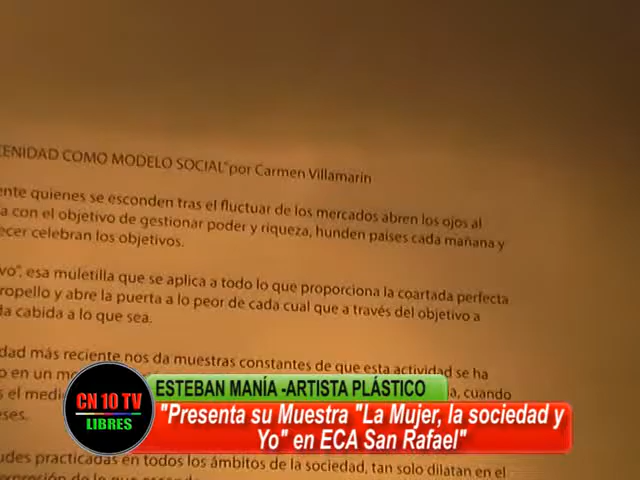 ENIDAD COMO MODELO SOCIAL" por Carmen Villamarin
ente quienes se esconden tras el fluctuar de los mercados abren los ojos al
a con el objetivo de gestionar poder y riqueza, hunden países cada mañana y
ecer celebran los objetivos.
vo", esa muletilla que se aplica a todo lo que proporciona la coartada perfecta
ropello y abre la puerta a lo peor de cada cual que a través del objetivo a
da cabida a lo que sea.
dad más reciente nos da muestras constantes de que esta actividad se ha
o en un mo
s el medi
a, cuando
eses.
CN 10 TV
LIBRES
ESTEBAN MANÍA -ARTISTA PLÁSTICO
"Presenta su Muestra "La Mujer, la sociedad y
Yo" en ECA San Rafael"
udes practicadas en todos los ámbitos de la sociedad, tan solo dilatan en el